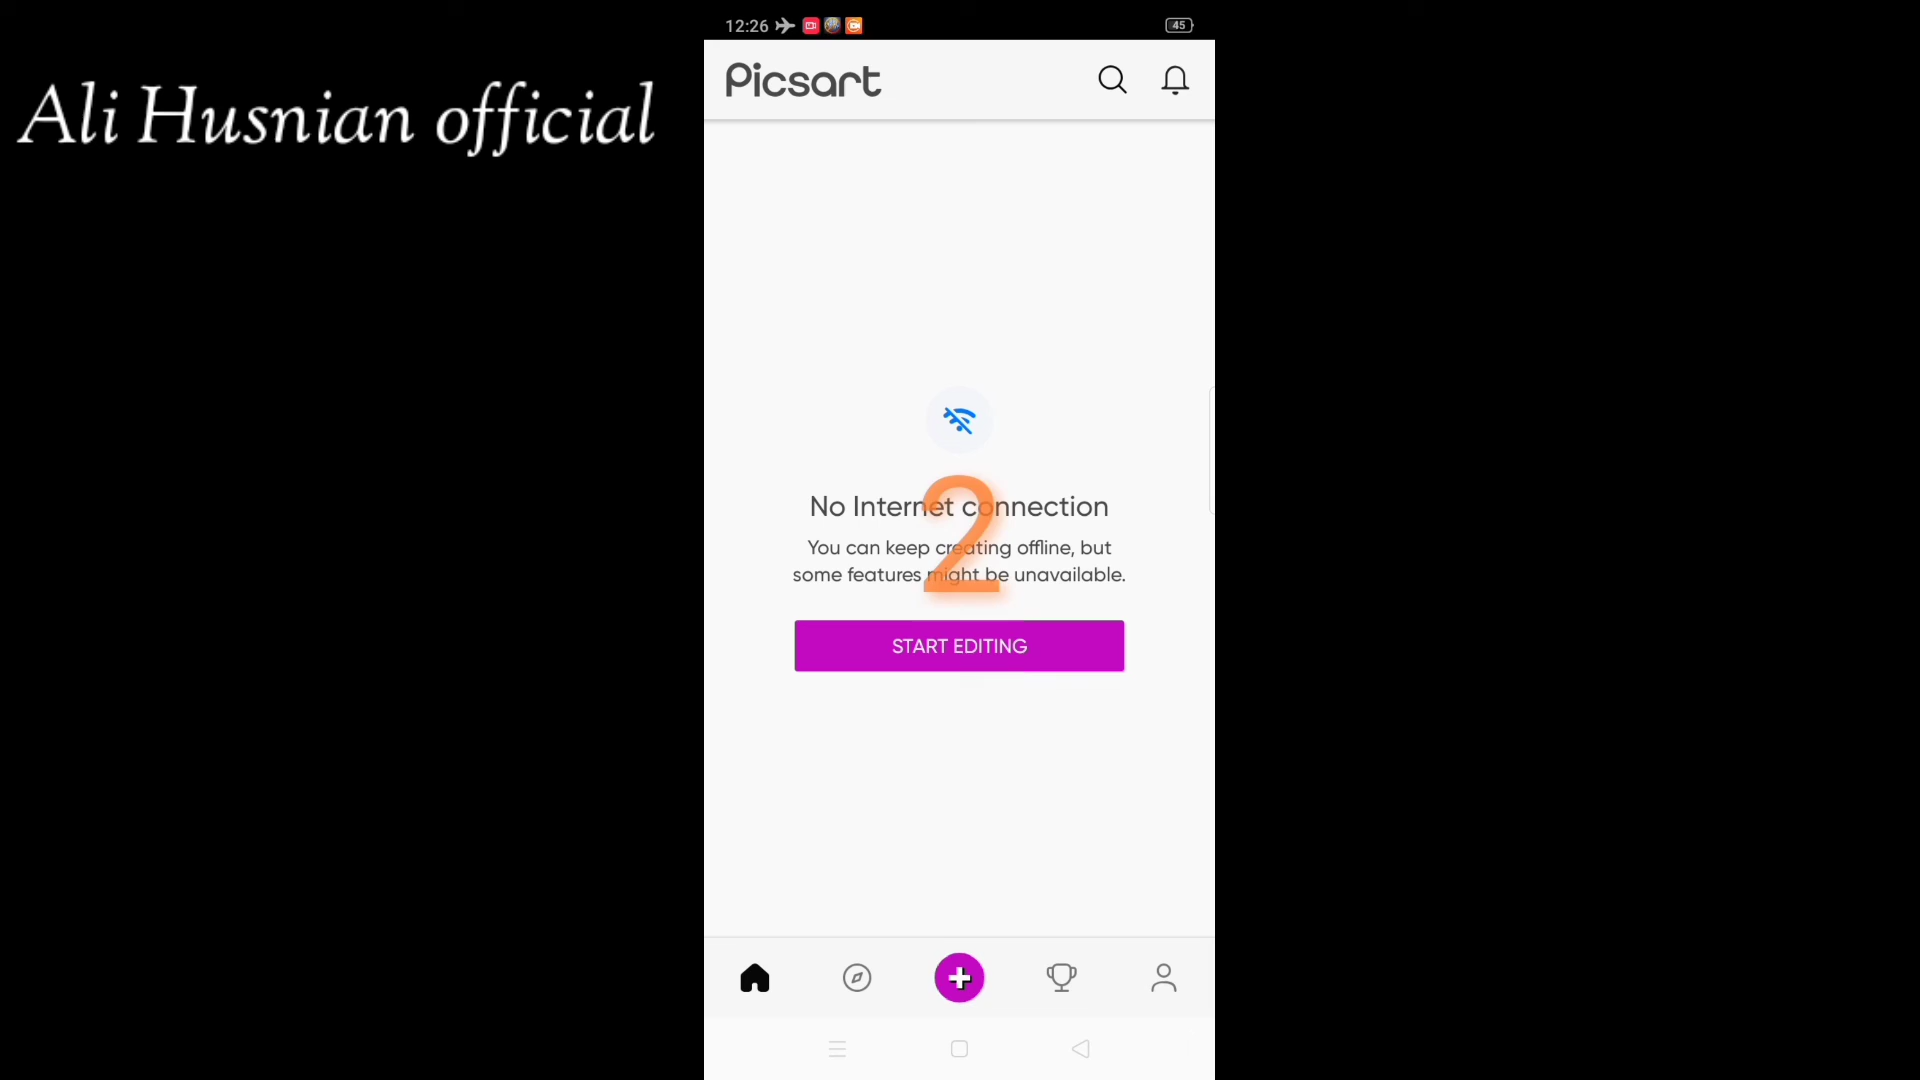 12:26
45
Ali Husnian official
Picsart
No Internet connection
2
You can keep creating offline, but
some features might be unavailable.
START EDITING